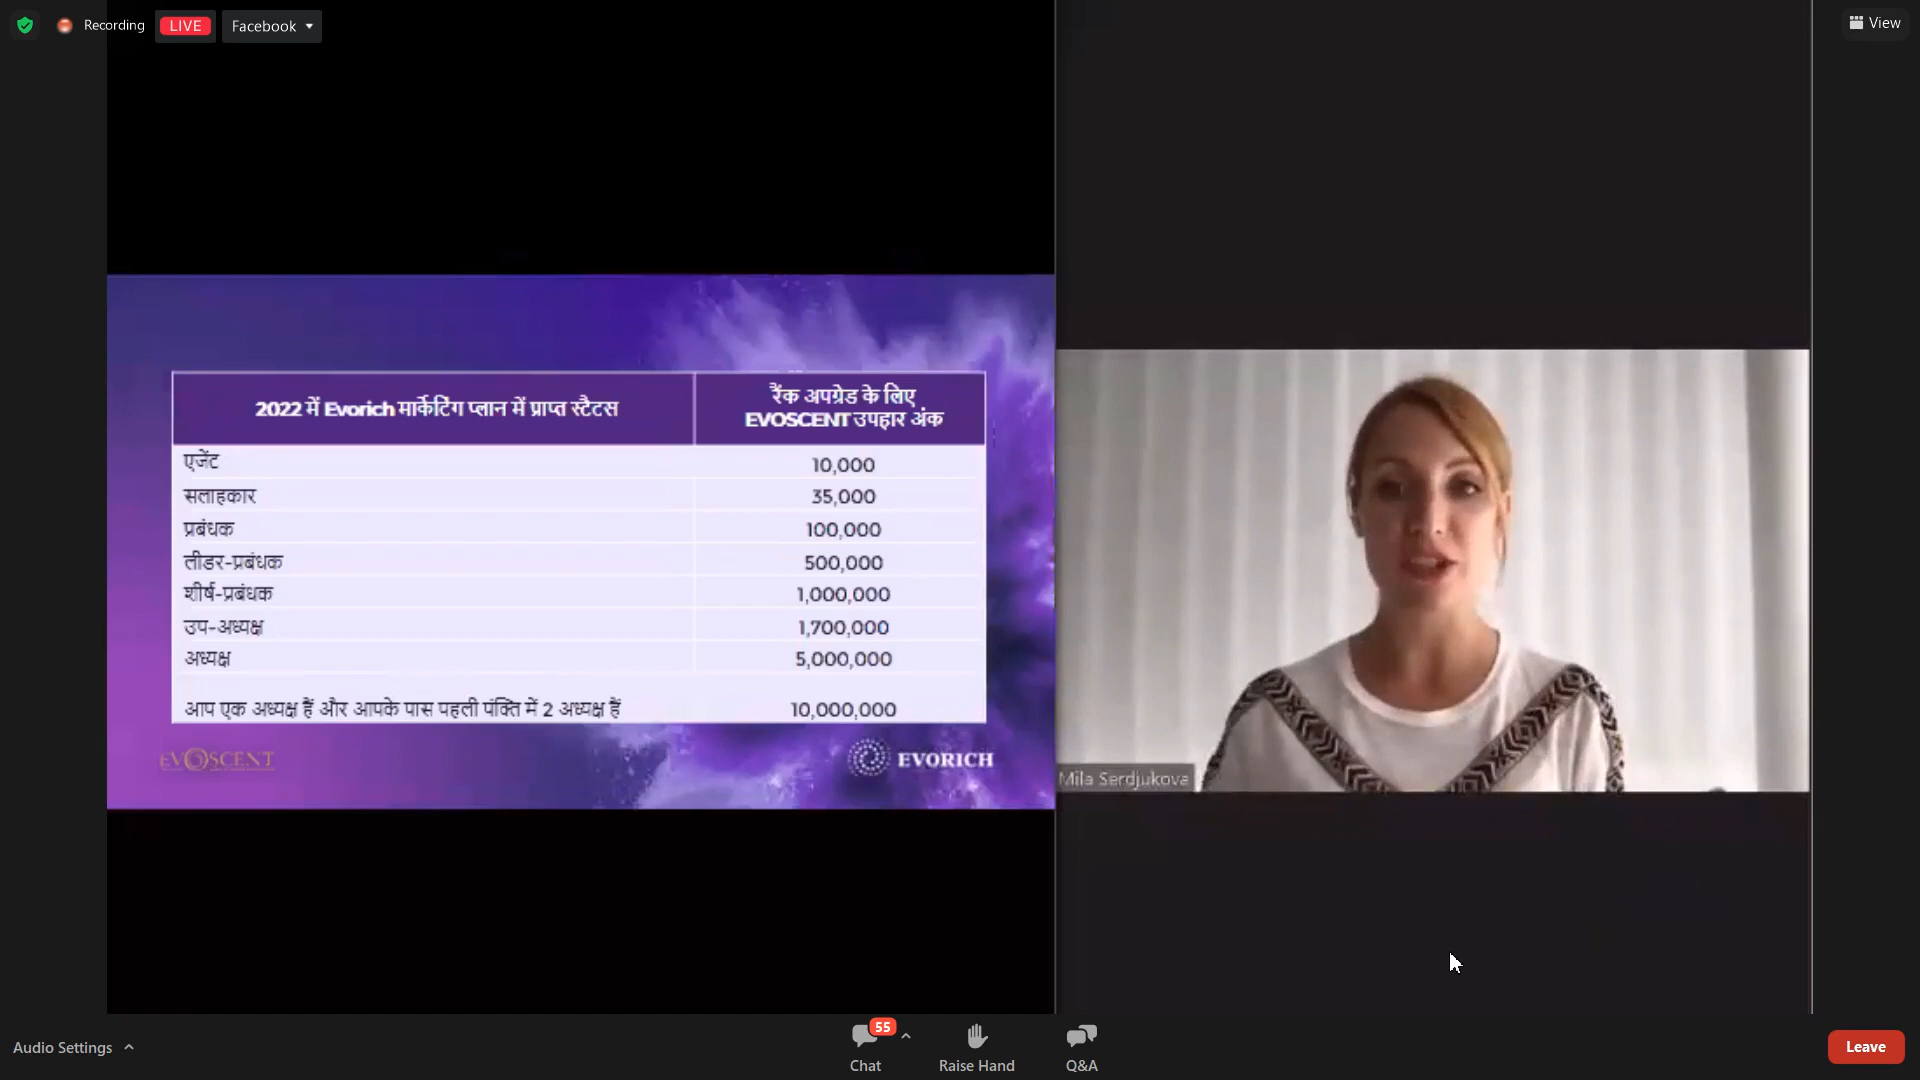 Recording
LIVE
Facebook
View
2022 में Evorich मार्केटिंग प्लान में प्राप्त स्टैटस
रैंक अपग्रेड के लिए
EVOSCENT उपहार अंक
एजेंट 10,000
सलाहकार 35,000
प्रबंधक 100,000
लीडर-प्रबंधक 500,000
शीर्ष-प्रबंधक 1,000,000
उप-अध्यक्ष 1,700,000
अध्यक्ष 5,000,000
आप एक अध्यक्ष हैं और आपके पास पहली पंक्ति में 2 अध्यक्ष हैं 10,000,000
EVOSCENT
EVORICH
Mila Serdjukova
Audio Settings
55
Chat
Raise Hand
Q&A
Leave